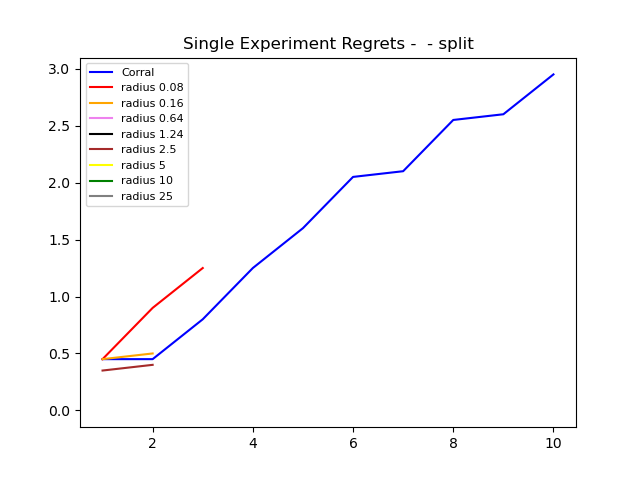 Single Experiment Regrets -  - split
3.0
2.5
2.0
1.5
1.0
0.5
0.0
Corral
radius 0.08
radius 0.16
radius 0.64
radius 1.24
radius 2.5
radius 5
radius 10
radius 25
2
4
6
8
10